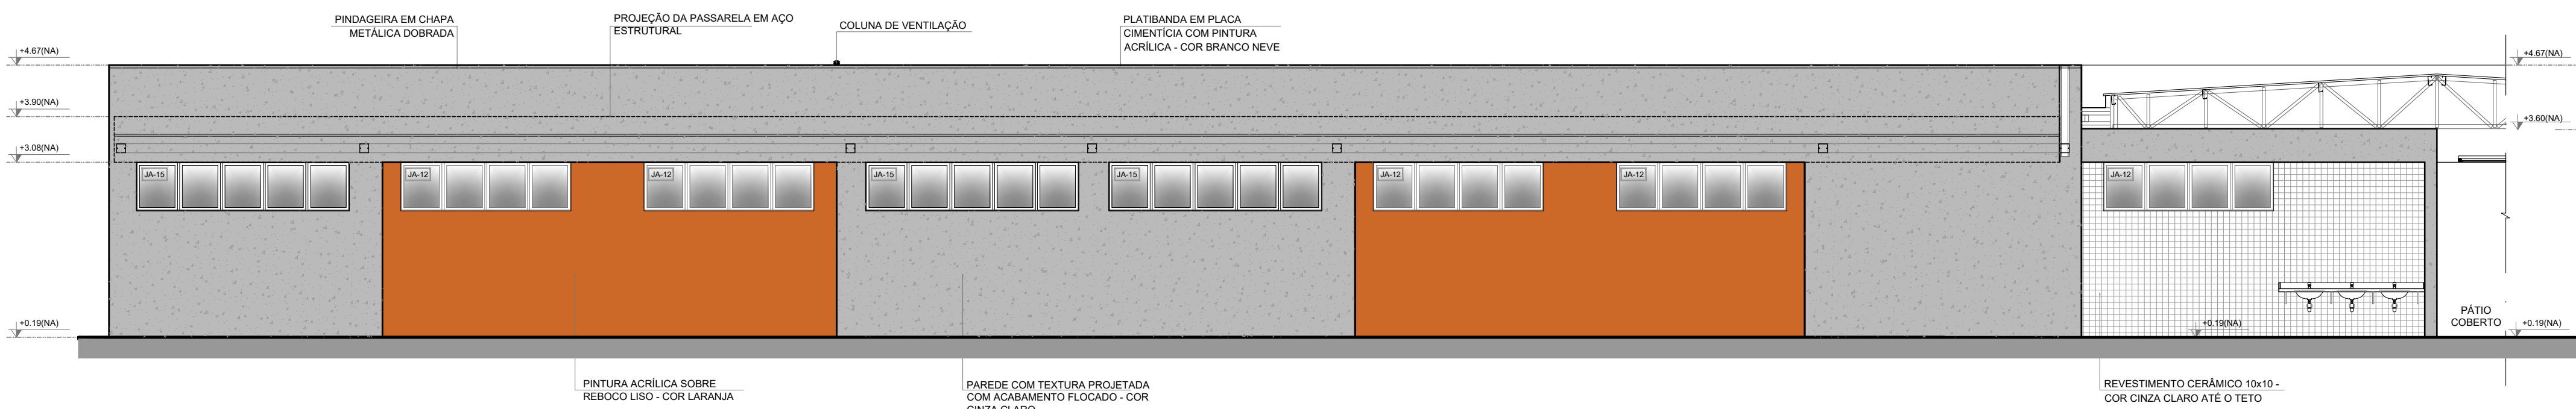 PINDAGEIRA EM CHAPA
METÁLICA DOBRADA
PROJEÇÃO DA PASSARELA EM AÇO
ESTRUTURAL
COLUNA DE VENTILAÇÃO
PLATIBANDA EM PLACA
CIMENTÍCIA COM PINTURA
ACRÍLICA - COR BRANCO NEVE
+4.67(NA)
+4.67(NA)
+3.90(NA)
+3.60(NA)
+3.08(NA)
JA-15
JA-12
JA-12
JA-15
JA-15
JA-12
JA-12
JA-12
PÁTIO
COBERTO
+0.19(NA)
+0.19(NA)
+0.19(NA)
PINTURA ACRÍLICA SOBRE
REBOCO LISO - COR LARANJA
PAREDE COM TEXTURA PROJETADA
COM ACABAMENTO FLOCADO - COR
CINZA CLARO
REVESTIMENTO CERÂMICO 10x10 -
COR CINZA CLARO ATÉ O TETO